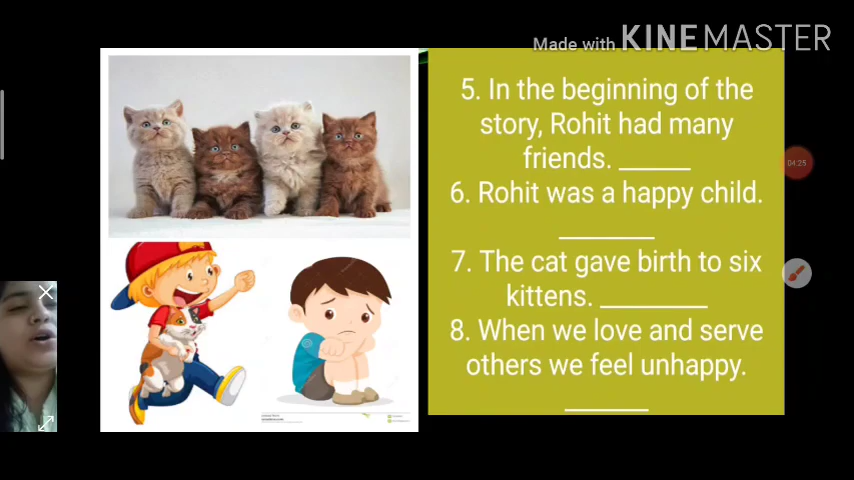 Made with KINEMASTER
5. In the beginning of the
story, Rohit had many
friends. ______
04:25
6. Rohit was a happy child.
________
7. The cat gave birth to six
kittens. _________
8. When we love and serve
others we feel unhappy.
_______